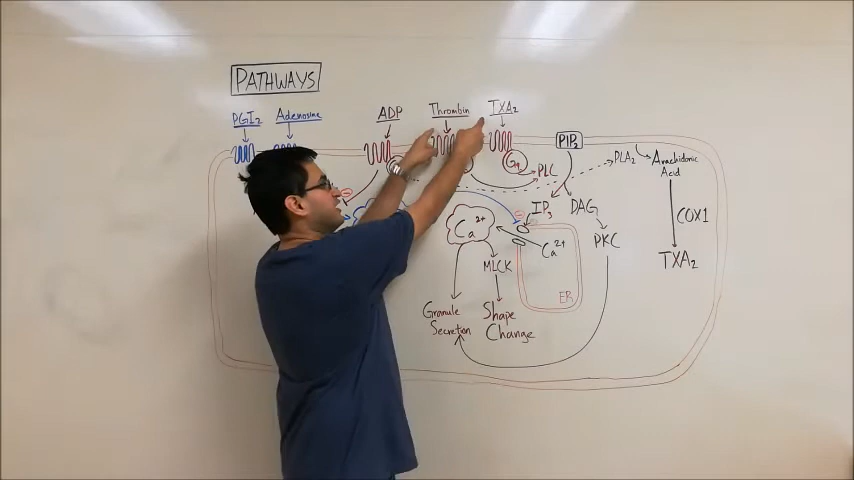 PATHWAYS
PGI2 Adenosine ADP Thrombin TXA2
PIP2
Gq PLC PLA2 Arachidonic
Acid
IP3 DAG
COX1
Ca2+ Ca2+ PKC
MLCK TXA2
ER
Granule Shape
Secretion Change